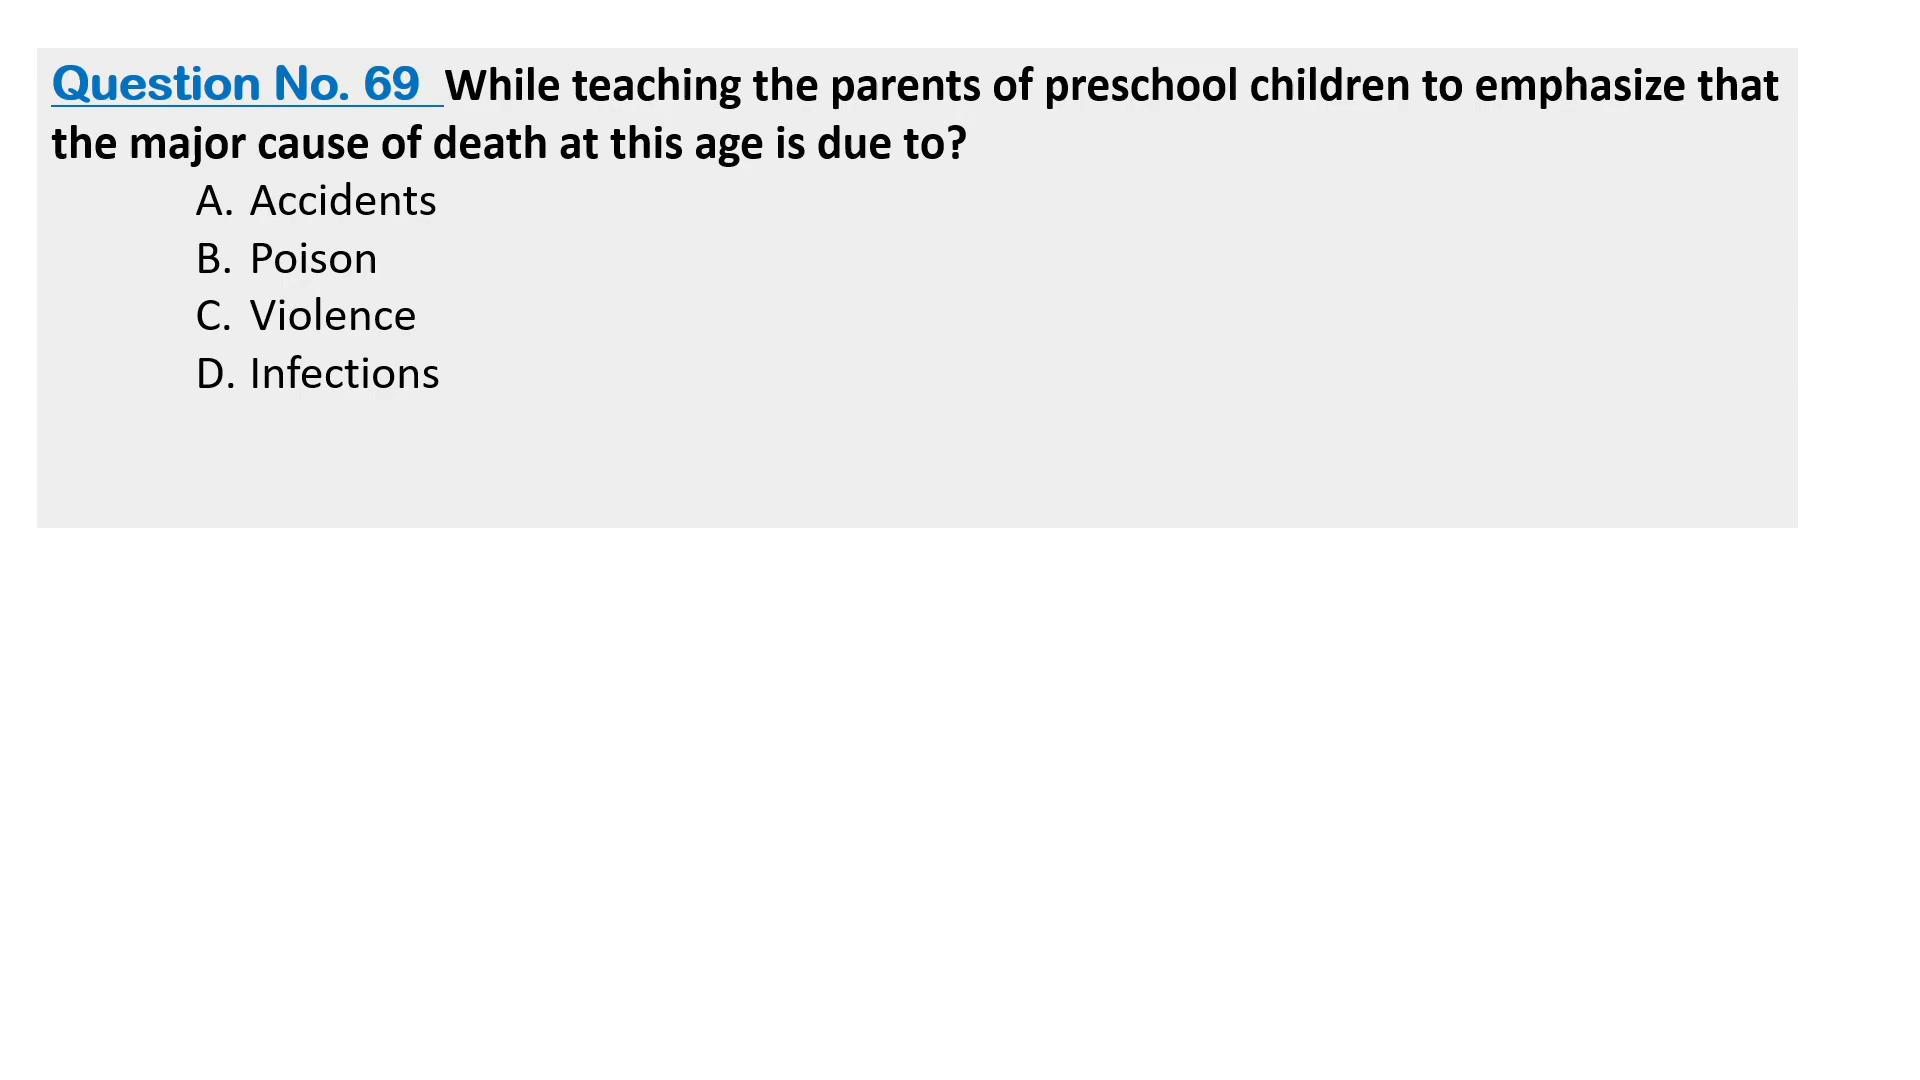 Question No. 69 While teaching the parents of preschool children to emphasize that
the major cause of death at this age is due to?
A. Accidents
B. Poison
C. Violence
D. Infections